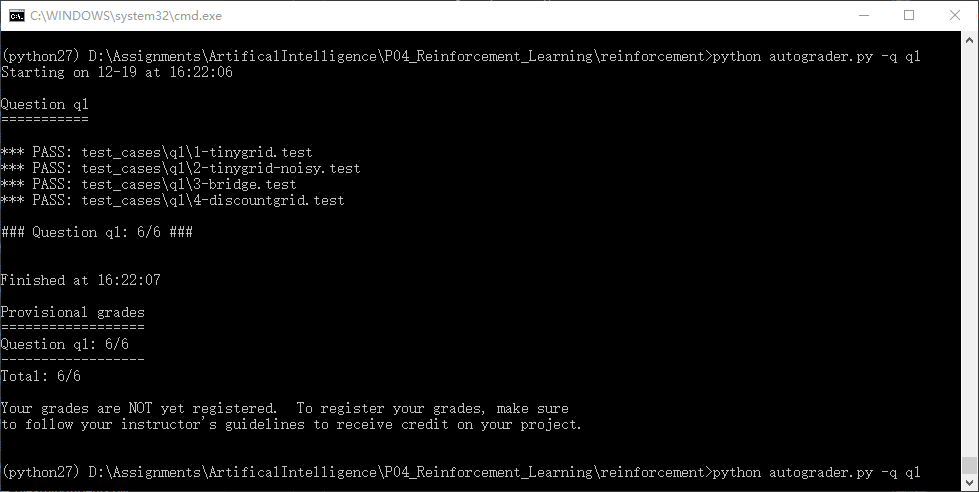 C:\WINDOWS\system32\cmd.exe
(python27) D:\Assignments\ArtificalIntelligence\P04_Reinforcement_Learning\reinforcement>python autograder.py -q q1
Starting on 12-19 at 16:22:06
Question q1
===========
*** PASS: test_cases\q1\1-tinygrid.test
*** PASS: test_cases\q1\2-tinygrid-noisy.test
*** PASS: test_cases\q1\3-bridge.test
*** PASS: test_cases\q1\4-discountgrid.test
### Question q1: 6/6 ###
Finished at 16:22:07
Provisional grades
==================
Question q1: 6/6
------------------
Total: 6/6
Your grades are NOT yet registered.  To register your grades, make sure
to follow your instructor's guidelines to receive credit on your project.
(python27) D:\Assignments\ArtificalIntelligence\P04_Reinforcement_Learning\reinforcement>python autograder.py -q q1